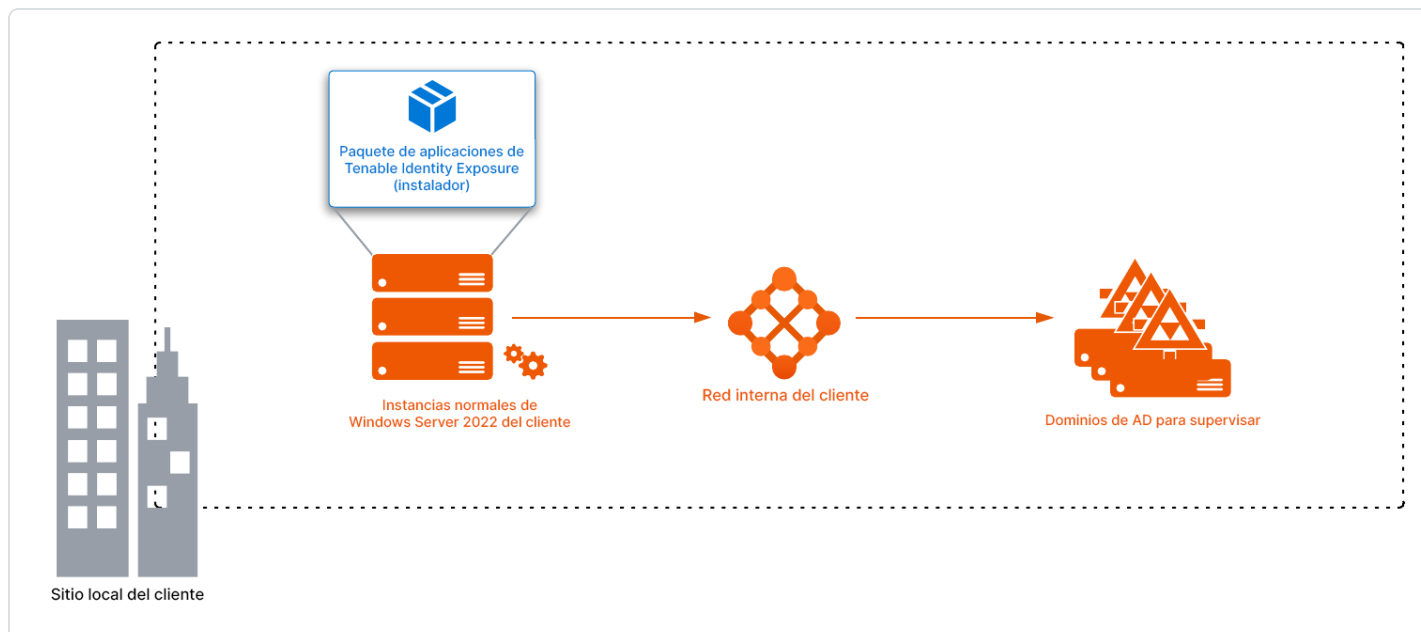 Paquete de aplicaciones de
Tenable Identity Exposure
(instalador)
Instancias normales de
Windows Server 2022 del cliente
Red interna del cliente
Dominios de AD para supervisar
Sitio local del cliente